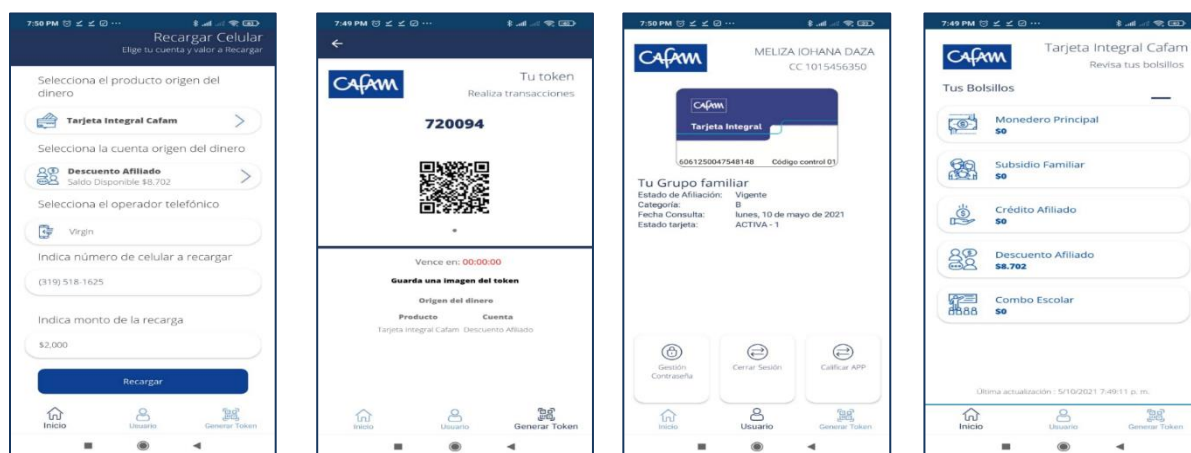 7:50 PM
Recargar Celular
Elige tu cuenta y valor a Recargar
Selecciona el producto origen del
dinero
Tarjeta Integral Cafam
Selecciona la cuenta origen del dinero
Descuento Afiliado
Saldo Disponible $8.702
Selecciona el operador telefónico
Virgin
Indica número de celular a recargar
(319) 518-1625
Indica monto de la recarga
$2,000
Recargar
Inicio
Usuario
Generar Token
7:49 PM
CAFAM
Tu token
Realiza transacciones
720094
Vence en: 00:00:00
Guarda una imagen del token
Origen del dinero
Producto Cuenta
Tarjeta Integral Cafam Descuento Afiliado
Inicio
Usuario
Generar Token
7:50 PM
CAFAM
MELIZA JOHANA DAZA
CC 1015456350
CAFAM
Tarjeta Integral
6061250047548148 Código control 01
Tu Grupo familiar
Estado de Afiliación: Vigente
Categoría: B
Fecha Consulta: lunes, 10 de mayo de 2021
Estado tarjeta: ACTIVA - 1
Gestión
Contraseña
Cerrar Sesión
Calificar APP
Inicio
Usuario
Generar Token
7:49 PM
CAFAM
Tarjeta Integral Cafam
Revisa tus bolsillos
Tus Bolsillos
Monedero Principal
$0
Subsidio Familiar
$0
Crédito Afiliado
$0
Descuento Afiliado
$8.702
Combo Escolar
$0
Última actualización : 5/10/2021 7:49:11 p. m.
Inicio
Usuario
Generar Token